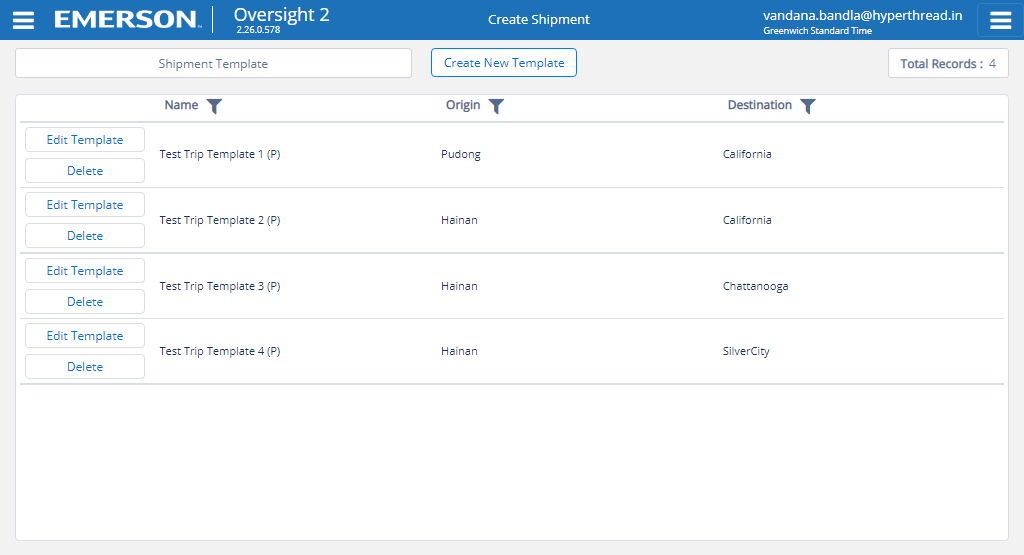 EMERSON™ Oversight 2 Create Shipment vandana.bandla@hyperthread.in
2.26.0.578 Greenwich Standard Time
Shipment Template Create New Template Total Records : 4
Name Origin Destination
Edit Template
Test Trip Template 1 (P) Pudong California
Delete
Edit Template
Test Trip Template 2 (P) Hainan California
Delete
Edit Template
Test Trip Template 3 (P) Hainan Chattanooga
Delete
Edit Template
Test Trip Template 4 (P) Hainan SilverCity
Delete